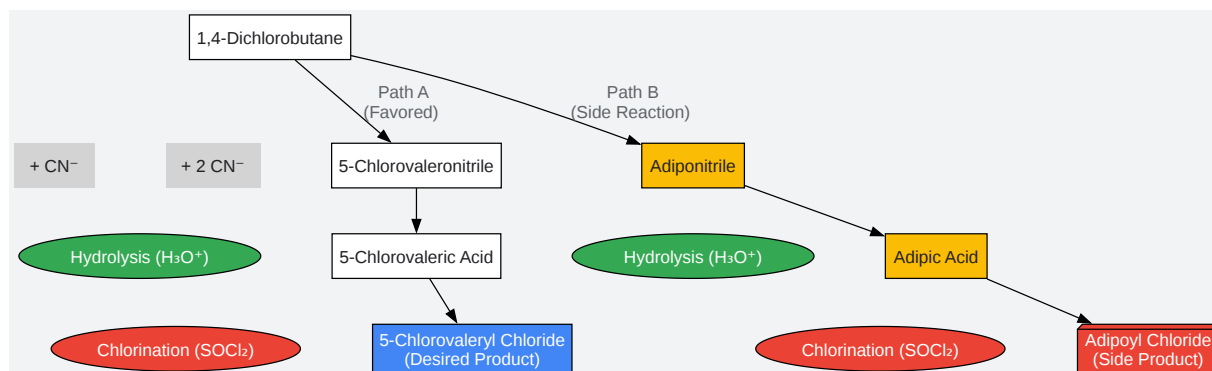 1,4-Dichlorobutane
Path A
(Favored)
Path B
(Side Reaction)
+ CN⁻
+ 2 CN⁻
5-Chlorovaleronitrile
Adiponitrile
Hydrolysis (H₃O⁺)
5-Chlorovaleric Acid
Hydrolysis (H₃O⁺)
Adipic Acid
Chlorination (SOCl₂)
5-Chlorovaleryl Chloride
(Desired Product)
Chlorination (SOCl₂)
Adipoyl Chloride
(Side Product)